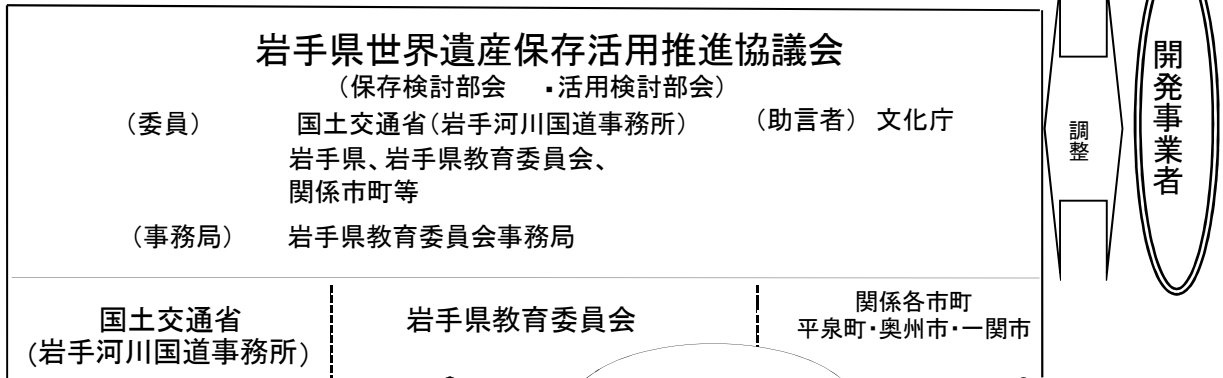 岩手県世界遺産保存活用推進協議会
（保存検討部会　・活用検討部会）
（委員）　国土交通省（岩手河川国道事務所）　（助言者）　文化庁
岩手県、岩手県教育委員会、
関係市町等
（事務局）　岩手県教育委員会事務局
調整
開発事業者
国土交通省
(岩手河川国道事務所)
岩手県教育委員会
関係各市町
平泉町・奥州市・一関市